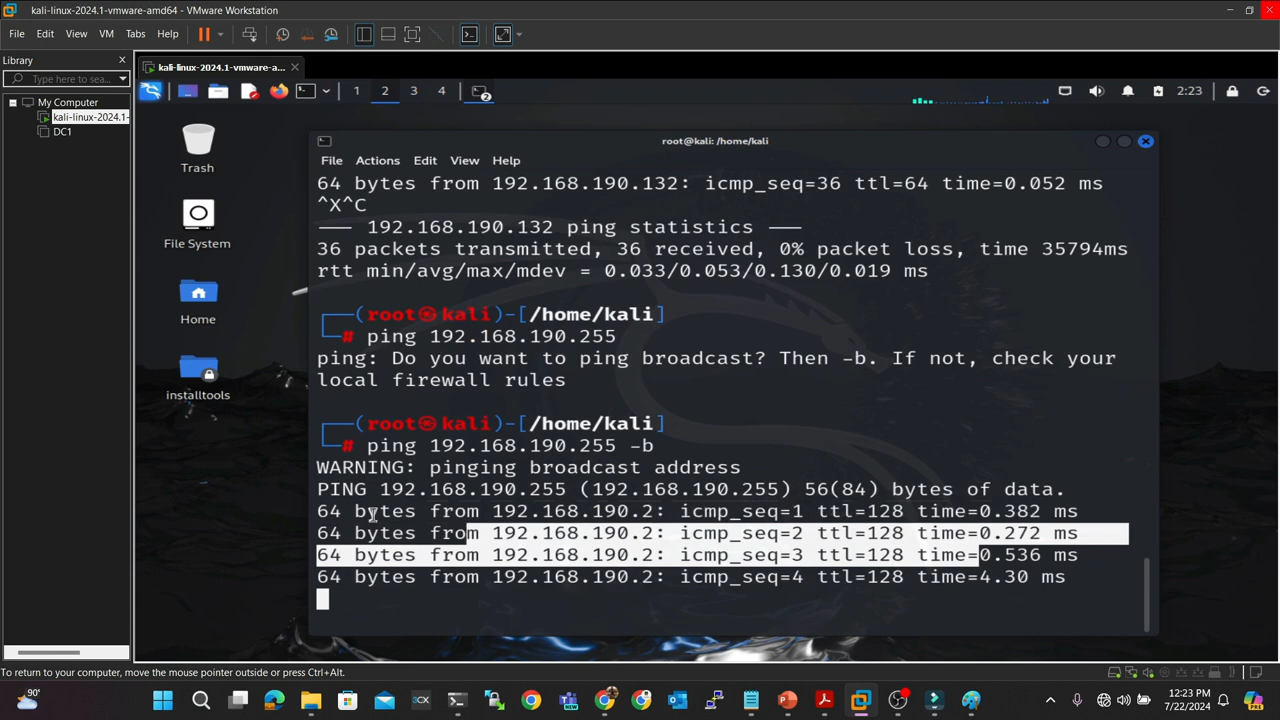 kali-linux-2024.1-vmware-amd64 - VMware Workstation
File Edit View VM Tabs Help
Library
Type here to sea...
My Computer
kali-linux-2024.1-
DC1
kali-linux-2024.1-vmware-a...
1 2 3 4
2
2:23
Trash
File System
Home
installtools
root@kali: /home/kali
File Actions Edit View Help
64 bytes from 192.168.190.132: icmp_seq=36 ttl=64 time=0.052 ms
^X^C
— 192.168.190.132 ping statistics —
36 packets transmitted, 36 received, 0% packet loss, time 35794ms
rtt min/avg/max/mdev = 0.033/0.053/0.130/0.019 ms
┌──(root㉿kali)-[/home/kali]
└─# ping 192.168.190.255
ping: Do you want to ping broadcast? Then -b. If not, check your
local firewall rules
┌──(root㉿kali)-[/home/kali]
└─# ping 192.168.190.255 -b
WARNING: pinging broadcast address
PING 192.168.190.255 (192.168.190.255) 56(84) bytes of data.
64 bytes from 192.168.190.2: icmp_seq=1 ttl=128 time=0.382 ms
64 bytes from 192.168.190.2: icmp_seq=2 ttl=128 time=0.272 ms
64 bytes from 192.168.190.2: icmp_seq=3 ttl=128 time=0.536 ms
64 bytes from 192.168.190.2: icmp_seq=4 ttl=128 time=4.30 ms
To return to your computer, move the mouse pointer outside or press Ctrl+Alt.
90°
12:23 PM
7/22/2024